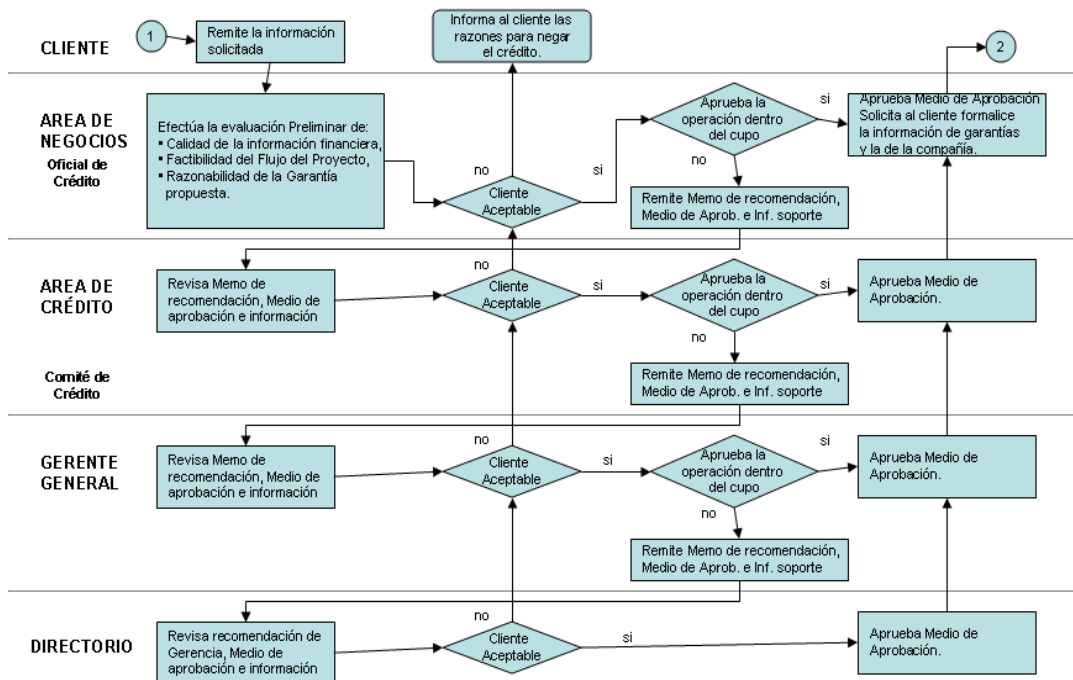 CLIENTE
1
Remite la información
solicitada
Informa al cliente las
razones para negar
el crédito.
2
AREA DE
NEGOCIOS
Oficial de
Crédito
Efectúa la evaluación Preliminar de:
▪ Calidad de la información financiera,
▪ Factibilidad del Flujo del Proyecto,
▪ Razonabilidad de la Garantía
propuesta.
no
Cliente
Aceptable
si
Aprueba la
operación dentro
del cupo
si
Aprueba Medio de Aprobación
Solicita al cliente formalice
la información de garantías
y la de la compañía.
no
Remite Memo de recomendación,
Medio de Aprob. e Inf. soporte
AREA DE
CRÉDITO
Comité de
Crédito
Revisa Memo de
recomendación, Medio de
aprobación e información
no
Cliente
Aceptable
si
Aprueba la
operación dentro
del cupo
si
Aprueba Medio de
Aprobación.
no
Remite Memo de recomendación,
Medio de Aprob. e Inf. soporte
GERENTE
GENERAL
Revisa Memo de
recomendación, Medio de
aprobación e información
no
Cliente
Aceptable
si
Aprueba la
operación dentro
del cupo
si
Aprueba Medio de
Aprobación.
no
Remite Memo de recomendación,
Medio de Aprob. e Inf. soporte
DIRECTORIO
Revisa recomendación de
Gerencia, Medio de
aprobación e información
no
Cliente
Aceptable
si
Aprueba Medio de
Aprobación.